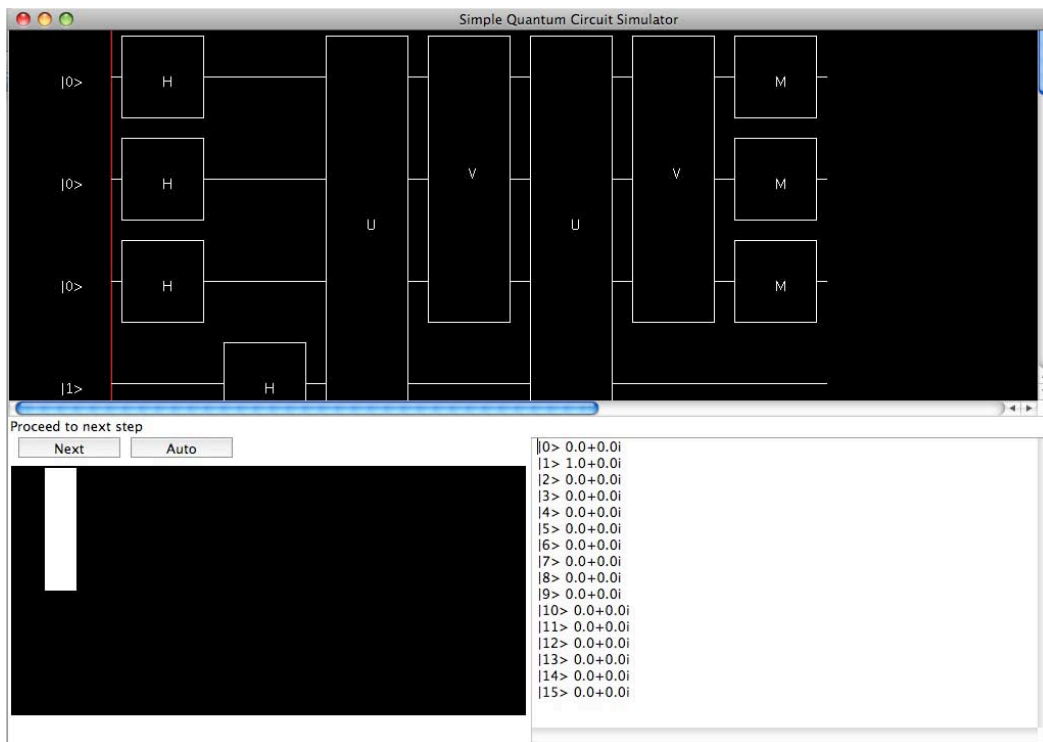 Simple Quantum Circuit Simulator
|0> H M
|0> H V V M
U U
|0> H M
|1> H
Proceed to next step
Next Auto
|0> 0.0+0.0i
|1> 1.0+0.0i
|2> 0.0+0.0i
|3> 0.0+0.0i
|4> 0.0+0.0i
|5> 0.0+0.0i
|6> 0.0+0.0i
|7> 0.0+0.0i
|8> 0.0+0.0i
|9> 0.0+0.0i
|10> 0.0+0.0i
|11> 0.0+0.0i
|12> 0.0+0.0i
|13> 0.0+0.0i
|14> 0.0+0.0i
|15> 0.0+0.0i